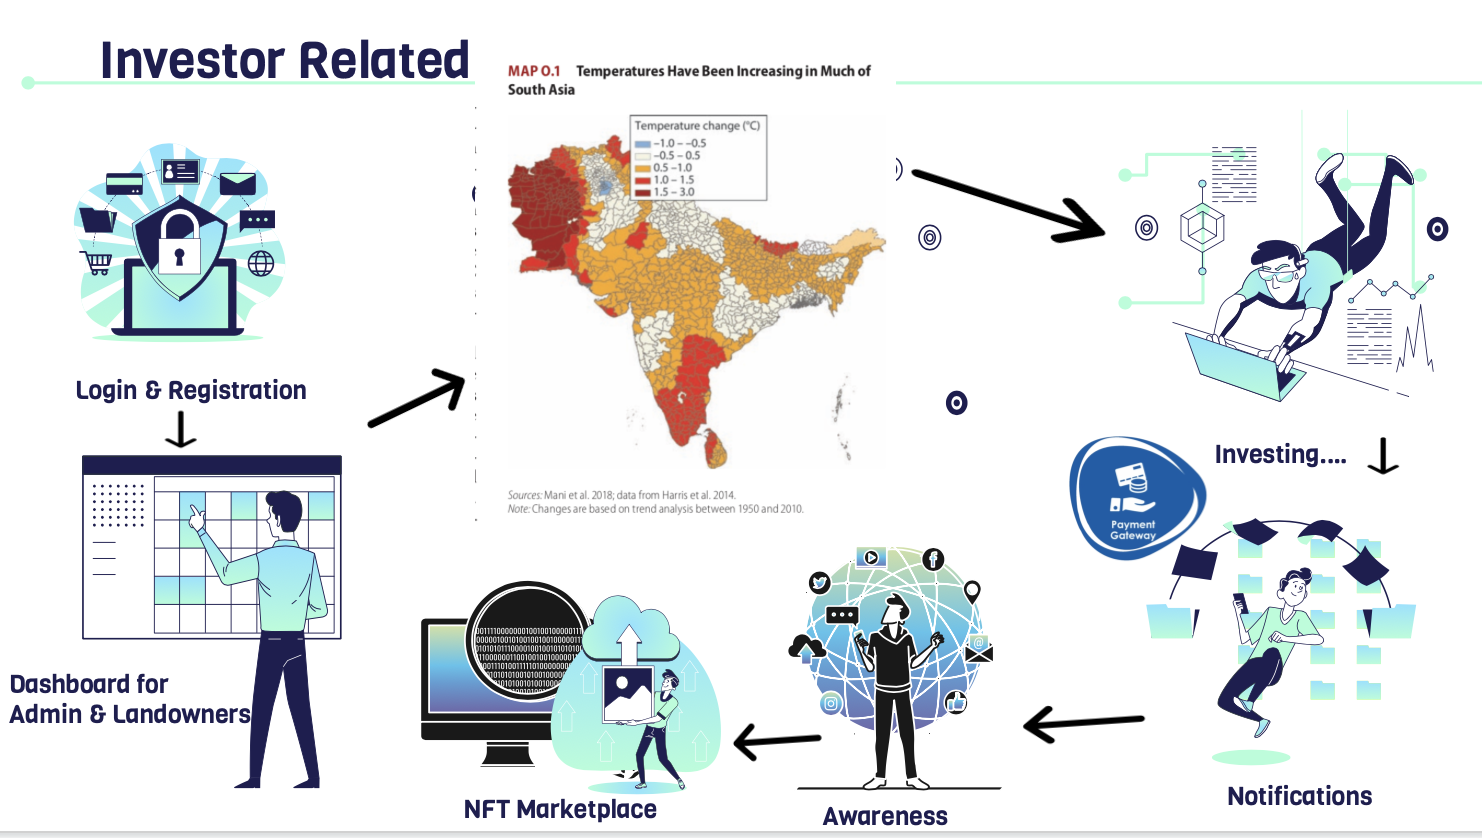 Investor Related
MAP O.1 Temperatures Have Been Increasing in Much of
South Asia
Temperature change (°C)
–1.0 – –0.5
–0.5 – 0.5
0.5 –1.0
1.0 – 1.5
1.5 – 3.0
Sources: Mani et al. 2018; data from Harris et al. 2014.
Note: Changes are based on trend analysis between 1950 and 2010.
Login & Registration
Investing....
Payment
Gateway
Dashboard for
Admin & Landowners
NFT Marketplace
Awareness
Notifications